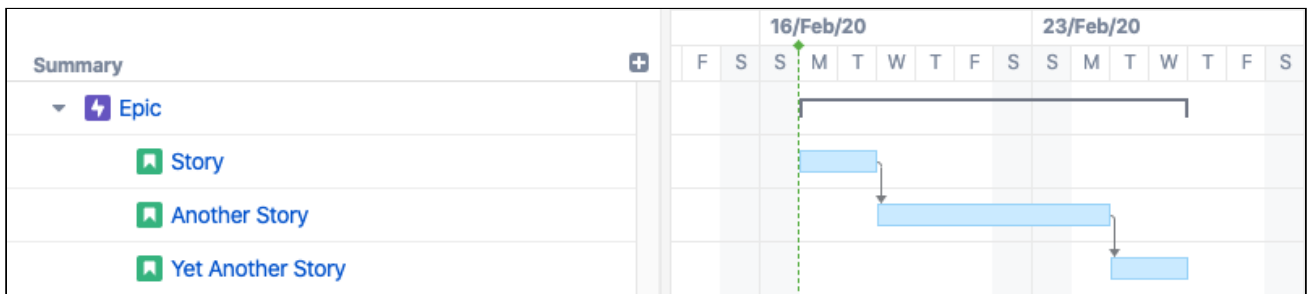 16/Feb/20 23/Feb/20
Summary F S S M T W T F S S M T W T F S
Epic
Story
Another Story
Yet Another Story